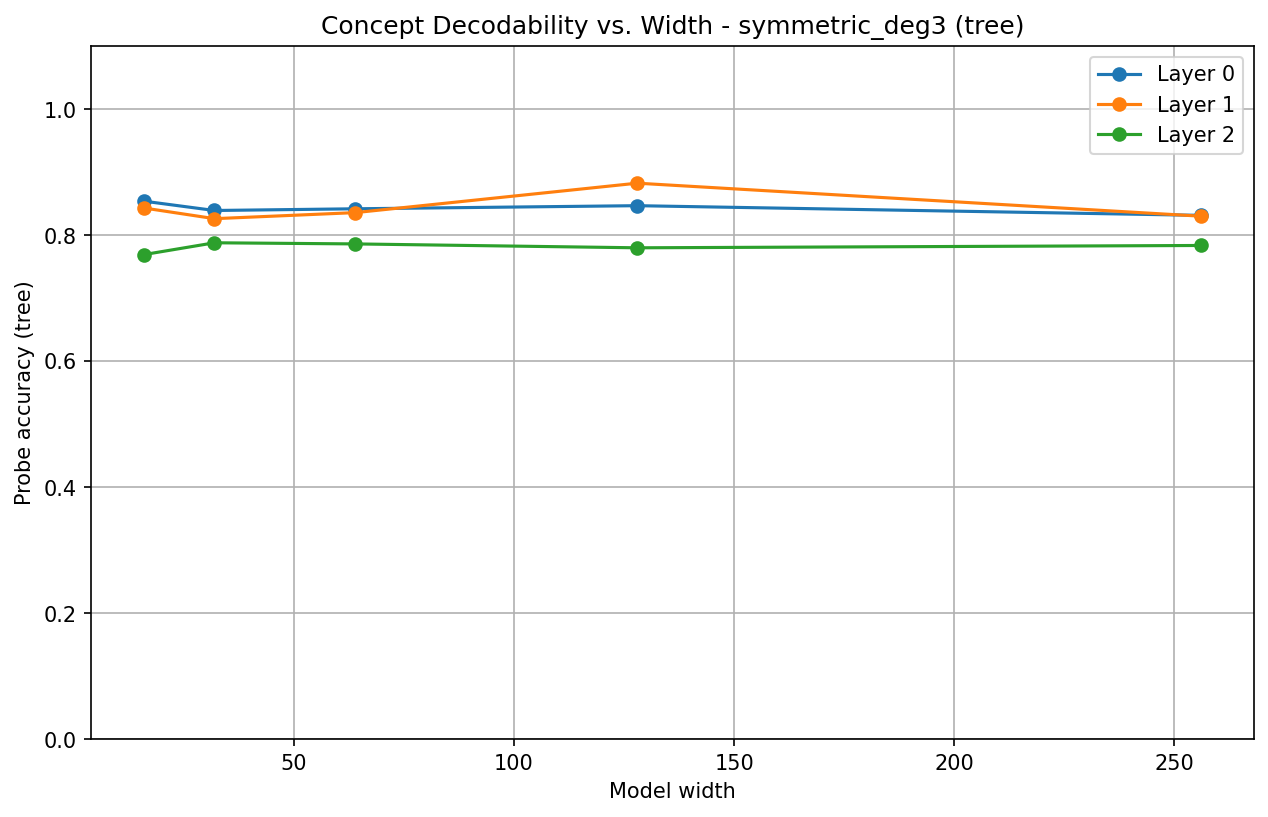 Concept Decodability vs. Width - symmetric_deg3 (tree)
Layer 0
Layer 1
Layer 2
Probe accuracy (tree)
1.0
0.8
0.6
0.4
0.2
0.0
50 100 150 200 250
Model width